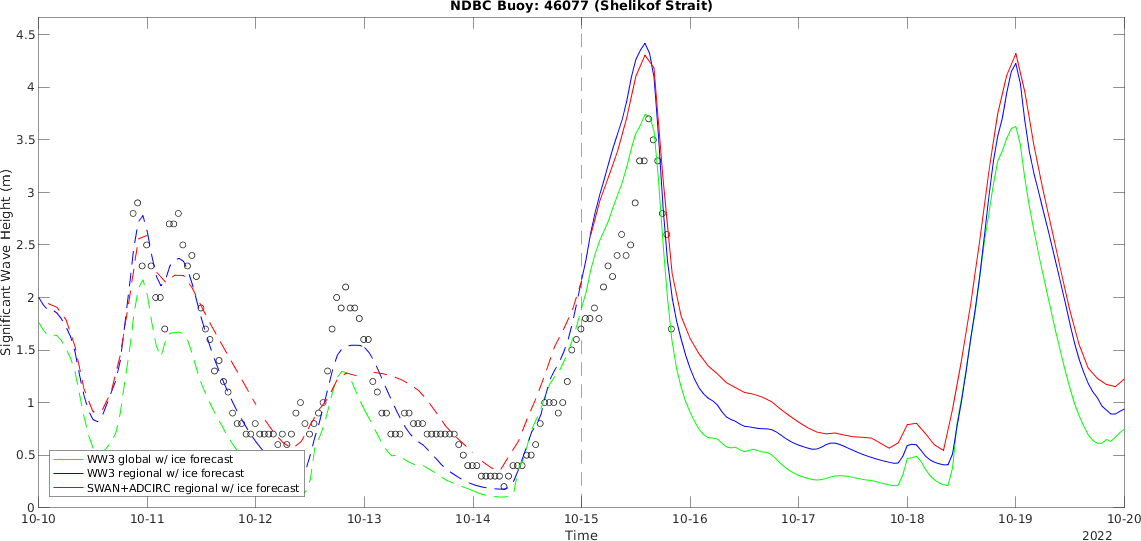 NDBC Buoy: 46077 (Shelikof Strait)
Significant Wave Height (m)
4.5
4
3.5
3
2.5
2
1.5
1
0.5
0
WW3 global w/ ice forecast
WW3 regional w/ ice forecast
SWAN+ADCIRC regional w/ ice forecast
10-10 10-11 10-12 10-13 10-14 10-15 10-16 10-17 10-18 10-19 10-20
Time
2022